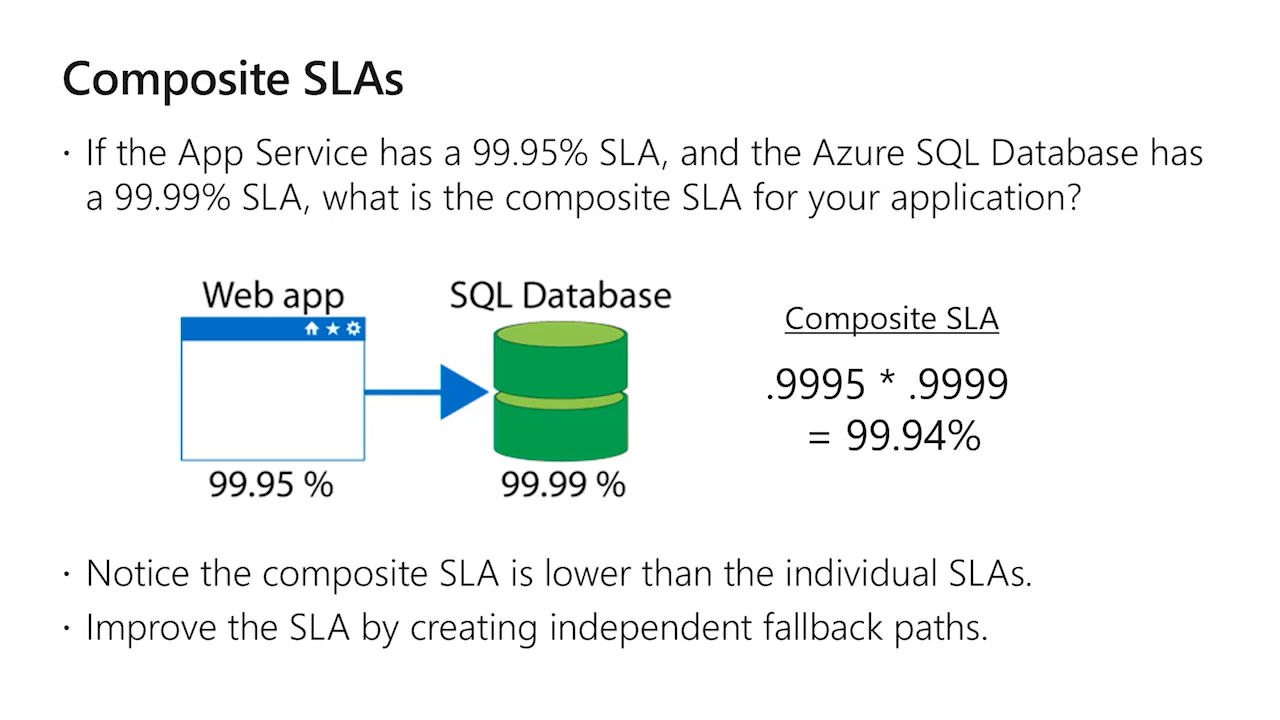 Composite SLAs
· If the App Service has a 99.95% SLA, and the Azure SQL Database has
a 99.99% SLA, what is the composite SLA for your application?
Web app
SQL Database
99.95 %
99.99 %
Composite SLA
.9995 * .9999
= 99.94%
· Notice the composite SLA is lower than the individual SLAs.
· Improve the SLA by creating independent fallback paths.